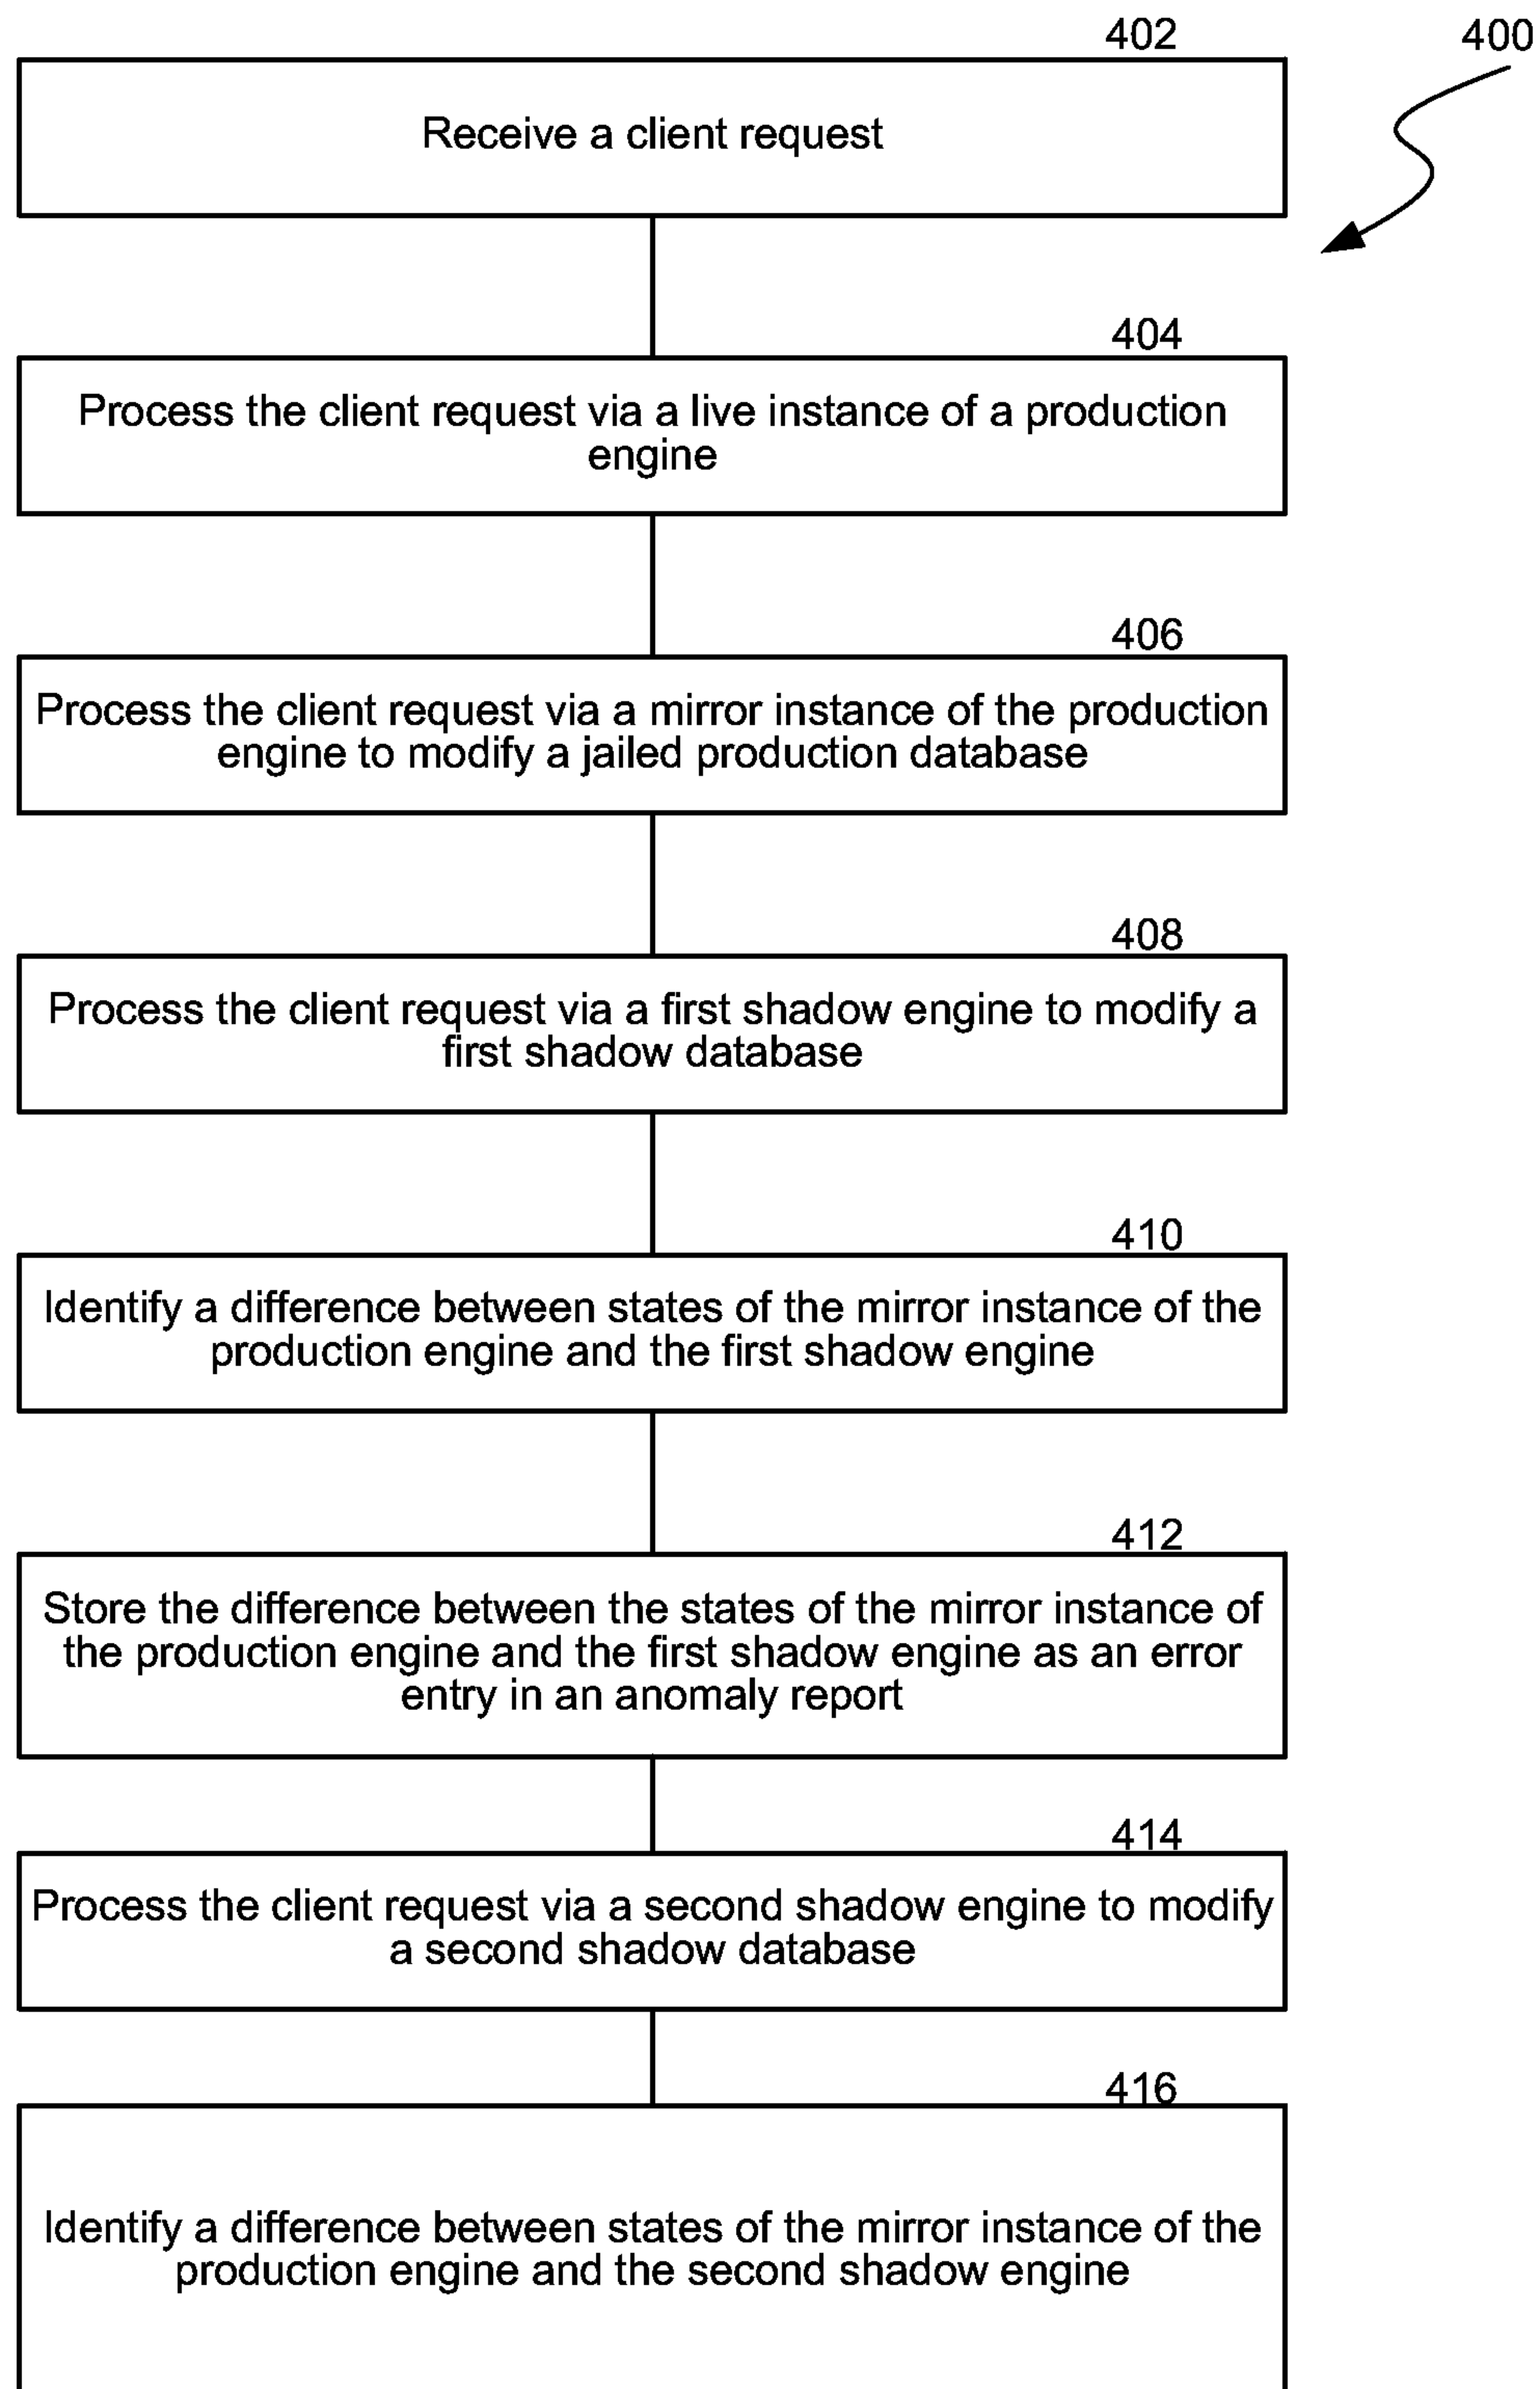 402
400
Receive a client request
404
Process the client request via a live instance of a production
engine
406
Process the client request via a mirror instance of the production
engine to modify a jailed production database
408
Process the client request via a first shadow engine to modify a
first shadow database
410
Identify a difference between states of the mirror instance of the
production engine and the first shadow engine
412
Store the difference between the states of the mirror instance of
the production engine and the first shadow engine as an error
entry in an anomaly report
414
Process the client request via a second shadow engine to modify
a second shadow database
416
Identify a difference between states of the mirror instance of the
production engine and the second shadow engine